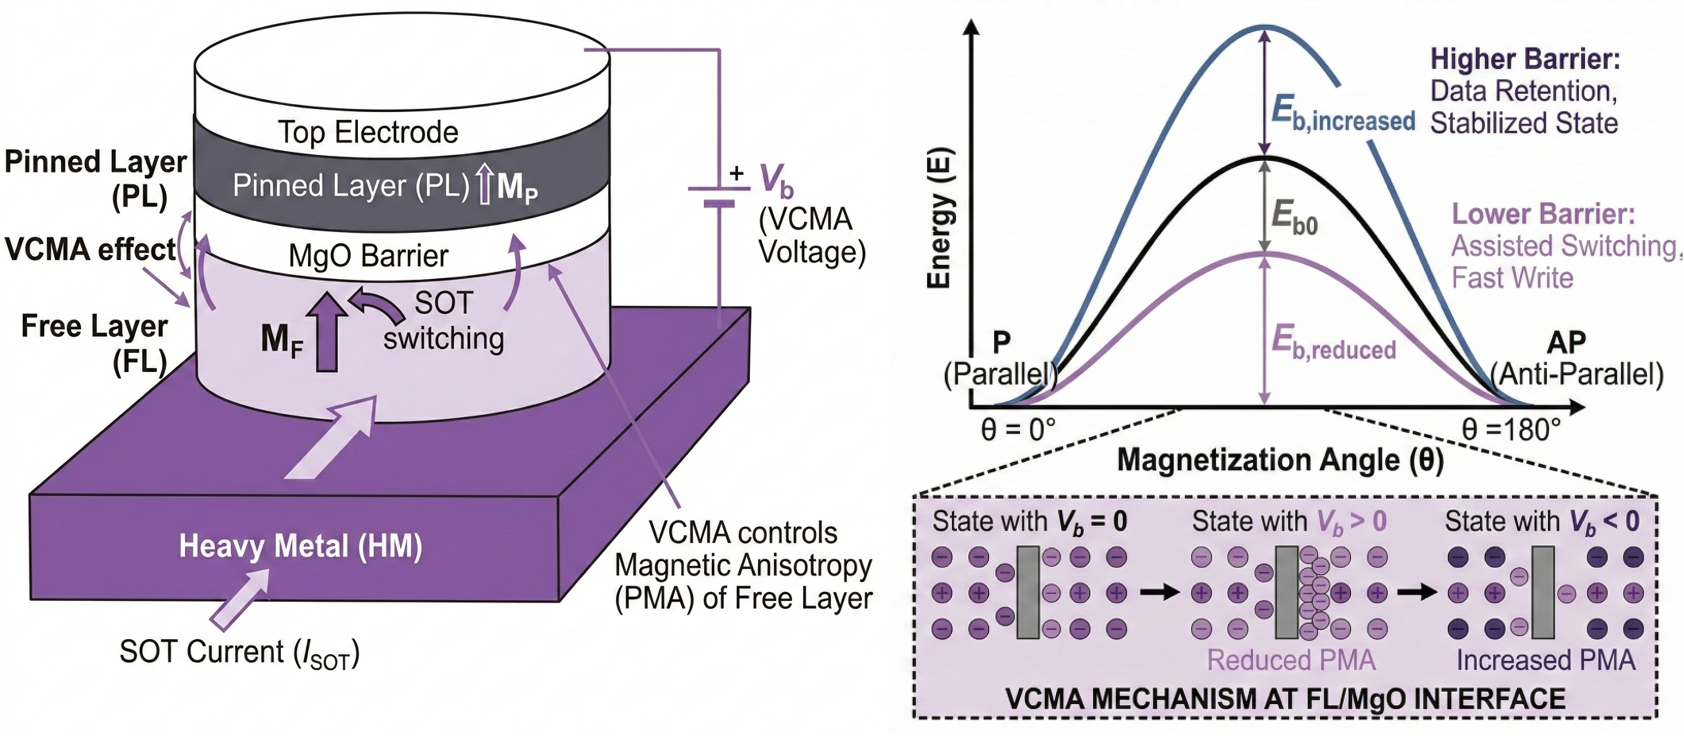 Top Electrode
Pinned Layer
(PL)
Pinned Layer (PL) M_P
VCMA effect
MgO Barrier
Free Layer
(FL)
M_F
SOT
switching
+ V_b
(VCMA
Voltage)
Heavy Metal (HM)
SOT Current (I_SOT)
VCMA controls
Magnetic Anisotropy
(PMA) of Free Layer
Energy (E)
E_b,increased
Higher Barrier:
Data Retention,
Stabilized State
E_b0
Lower Barrier:
Assisted Switching,
Fast Write
E_b,reduced
P
(Parallel)
AP
(Anti-Parallel)
θ = 0°
θ =180°
Magnetization Angle (θ)
State with V_b = 0
State with V_b > 0
State with V_b < 0
Reduced PMA
Increased PMA
VCMA MECHANISM AT FL/MgO INTERFACE